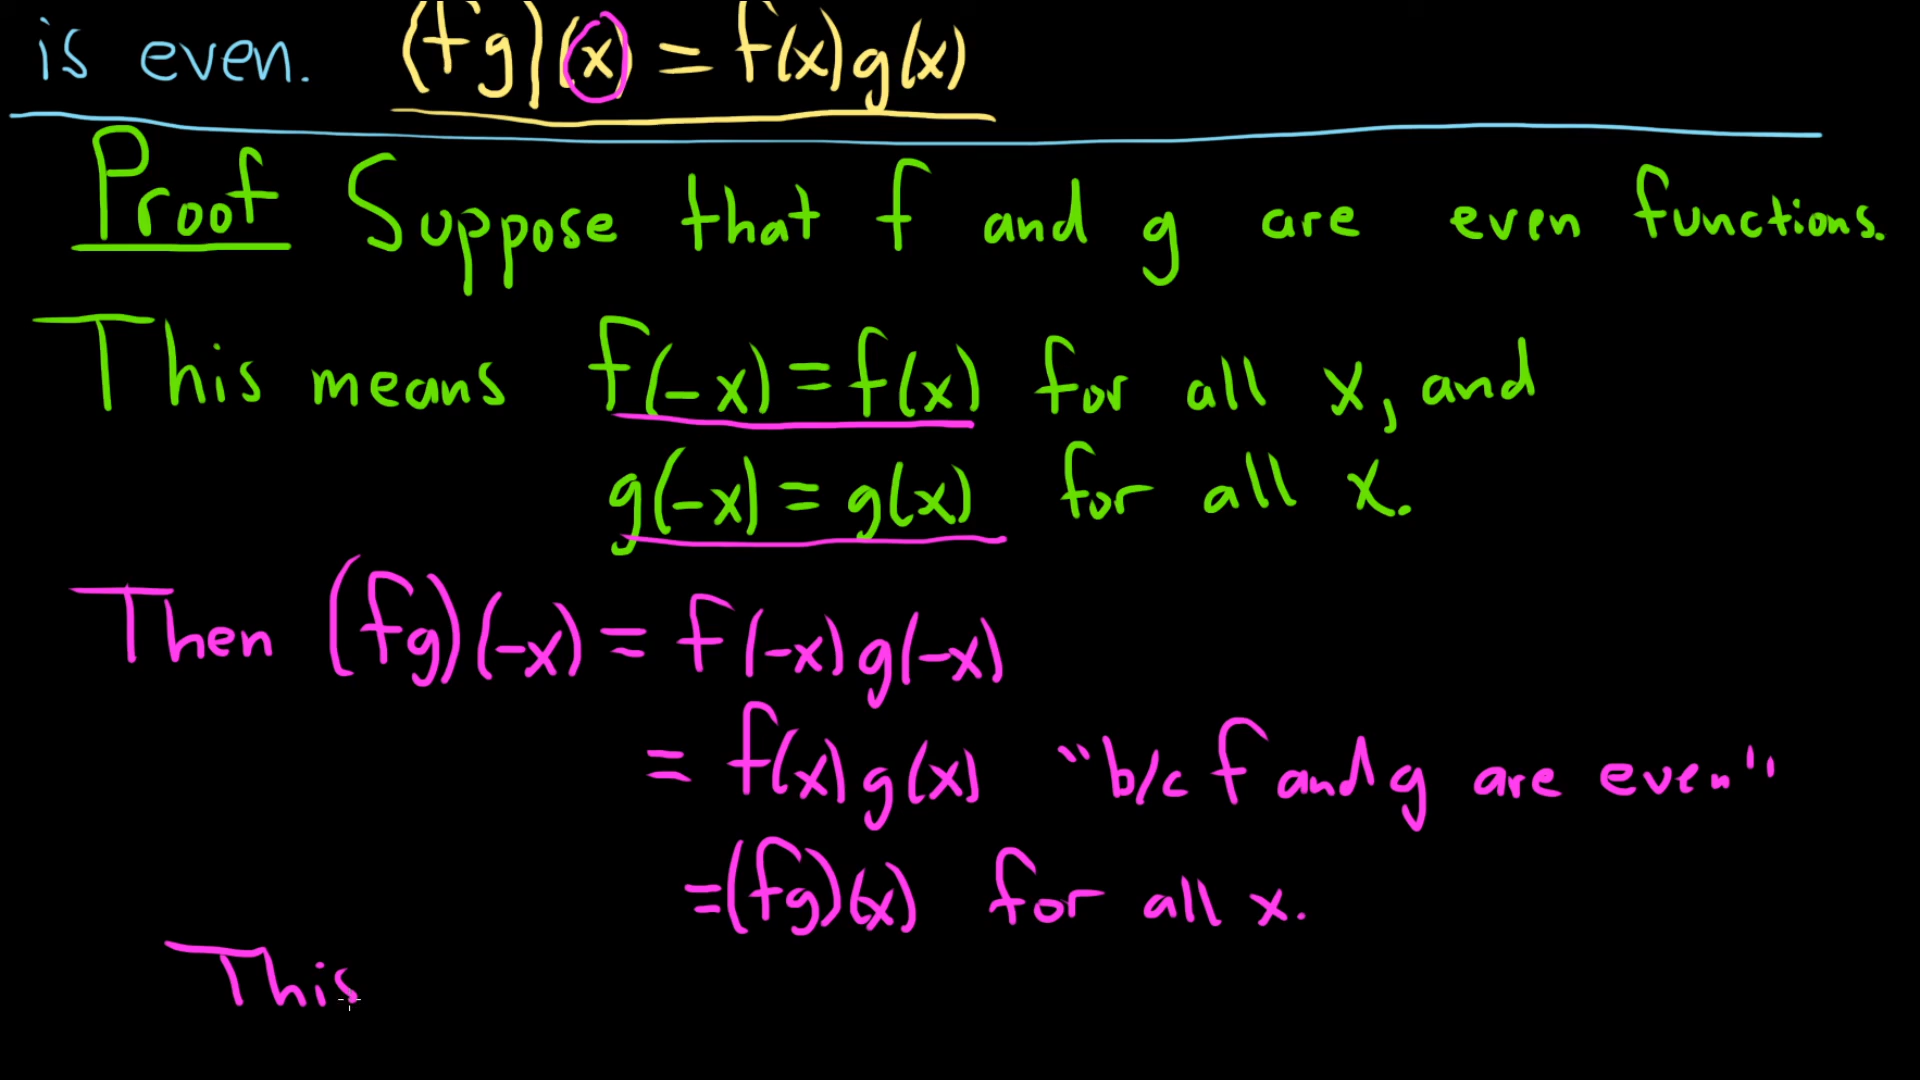 is even. (fg)(x) = f(x)g(x)
Proof Suppose that f and g are even functions.
This means f(-x) = f(x) for all x, and
g(-x) = g(x) for all x.
Then (fg)(-x) = f(-x)g(-x)
= f(x)g(x) "b/c f and g are even"
=(fg)(x) for all x.
This